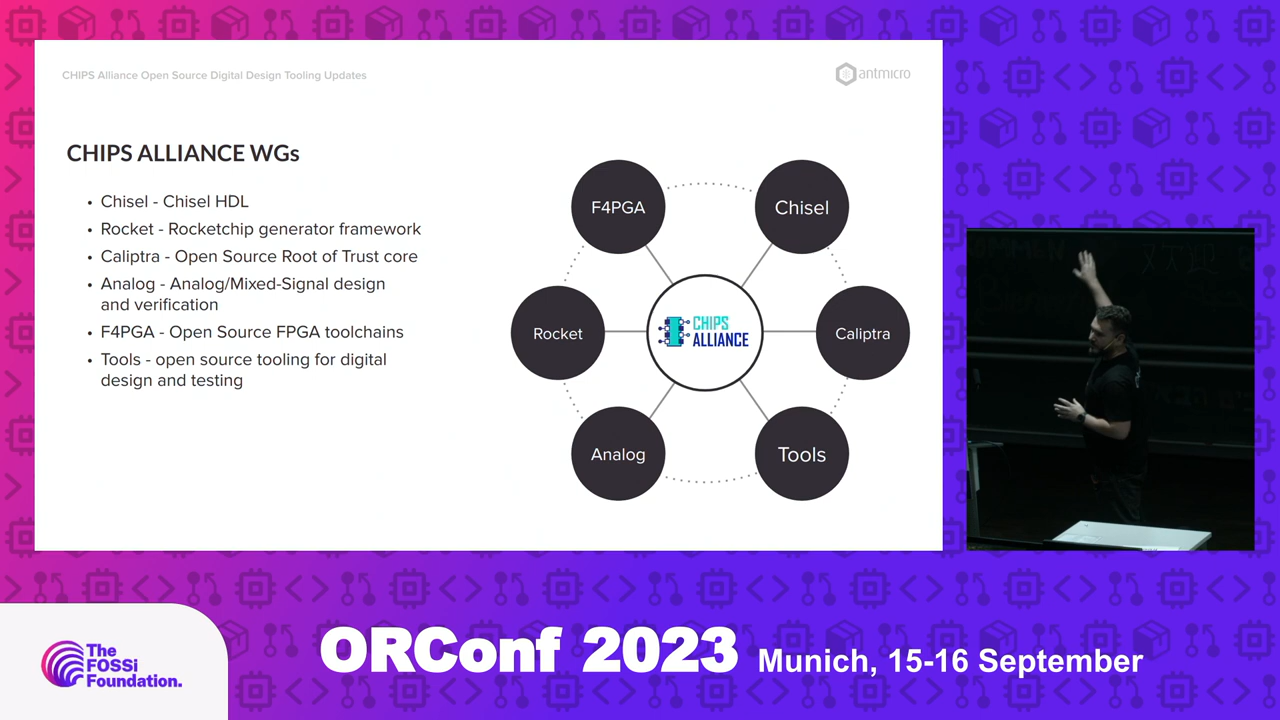 CHIPS Alliance Open Source Digital Design Tooling Updates
antmicro
CHIPS ALLIANCE WGs
• Chisel - Chisel HDL
• Rocket - Rocketchip generator framework
• Caliptra - Open Source Root of Trust core
• Analog - Analog/Mixed-Signal design
and verification
• F4PGA - Open Source FPGA toolchains
• Tools - open source tooling for digital
design and testing
F4PGA
Chisel
Rocket
CHIPS
ALLIANCE
Caliptra
Analog
Tools
The
FOSSi
Foundation.
ORConf 2023
Munich, 15-16 September